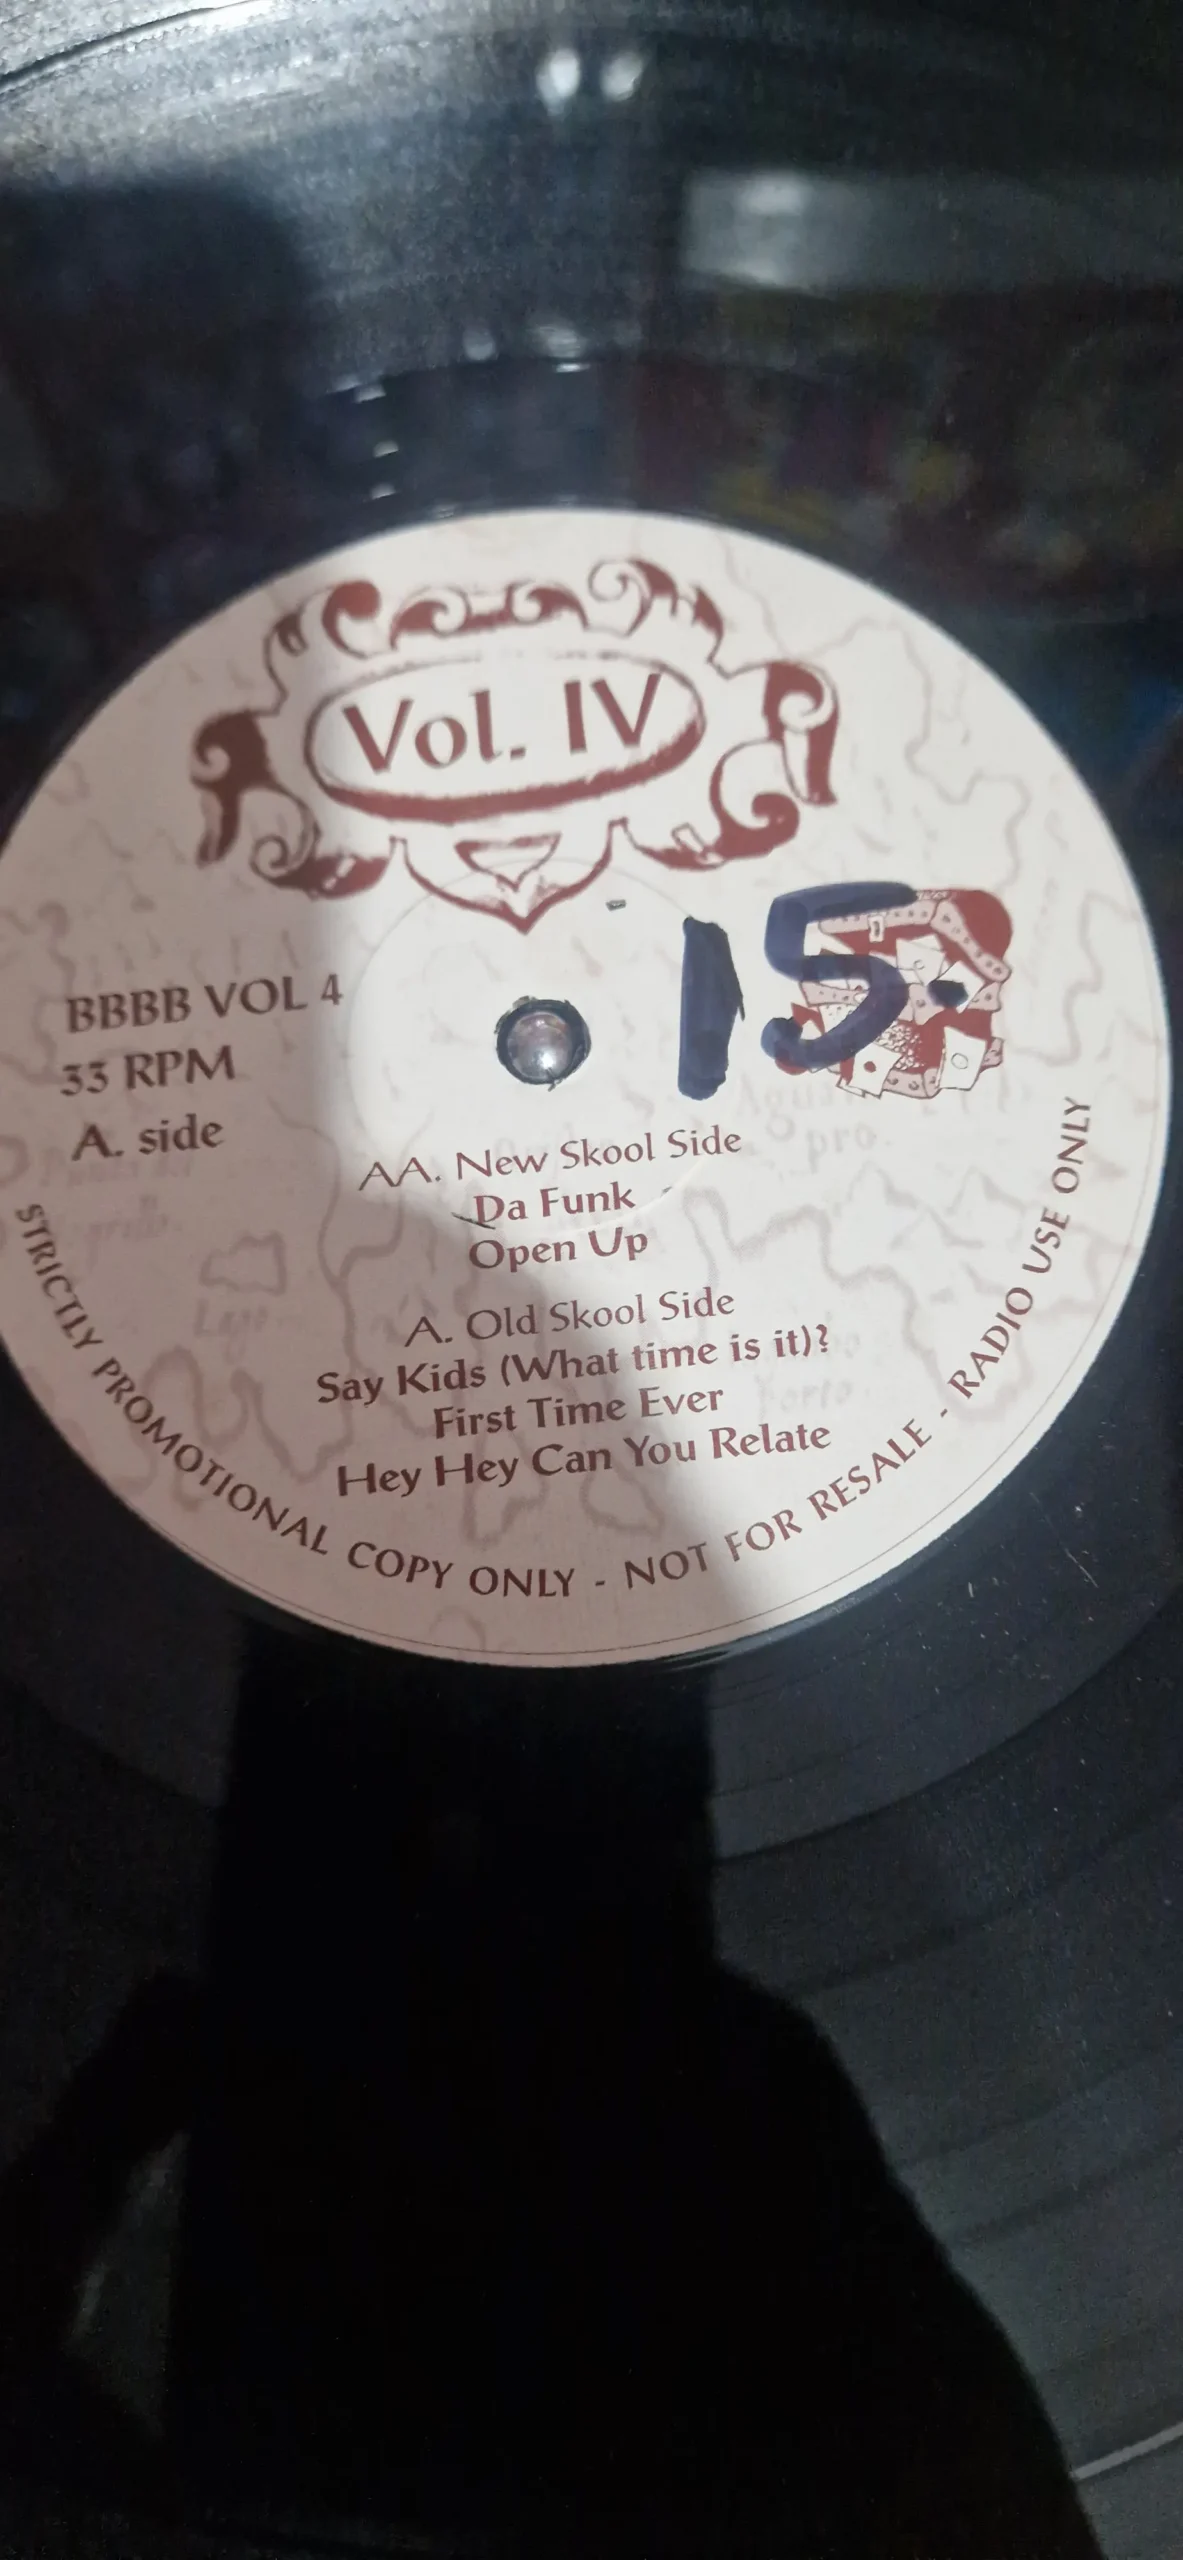 Vol. IV
15.
BBBB VOL 4
33 RPM
A. side
AA. New Skool Side
Da Funk
Open Up
A. Old Skool Side
Say Kids (What time is it)?
First Time Ever
Hey Hey Can You Relate
STRICTLY PROMOTIONAL COPY ONLY - NOT FOR RESALE - RADIO USE ONLY